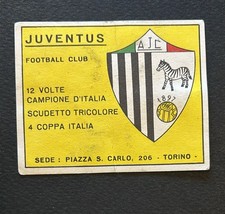 JUVENTUS
FOOTBALL CLUB
12 VOLTE
CAMPIONE D'ITALIA
SCUDETTO TRICOLORE
4 COPPA ITALIA
AJC
1897
SEDE : PIAZZA S. CARLO, 206 - TORINO -